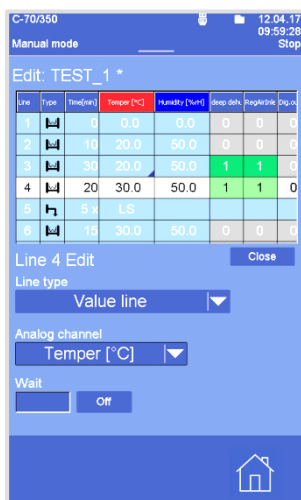 C-70/350 12.04.17
09:59:28
Manual mode Stop
Edit: TEST_1 *
Line Type Time[min] Temper [°C] Humidity [%rH] deep dehu. RegAirInle Dig.ou
1 0 0.0 0.0 0 0 0
2 10 20.0 50.0 0 0 0
3 30 20.0 50.0 1 1 0
4 20 30.0 50.0 1 1 0
5 5 x LS
6 15 30.0 50.0 0 0 0
Line 4 Edit Close
Line type
Value line
Analog channel
Temper [°C]
Wait
Off